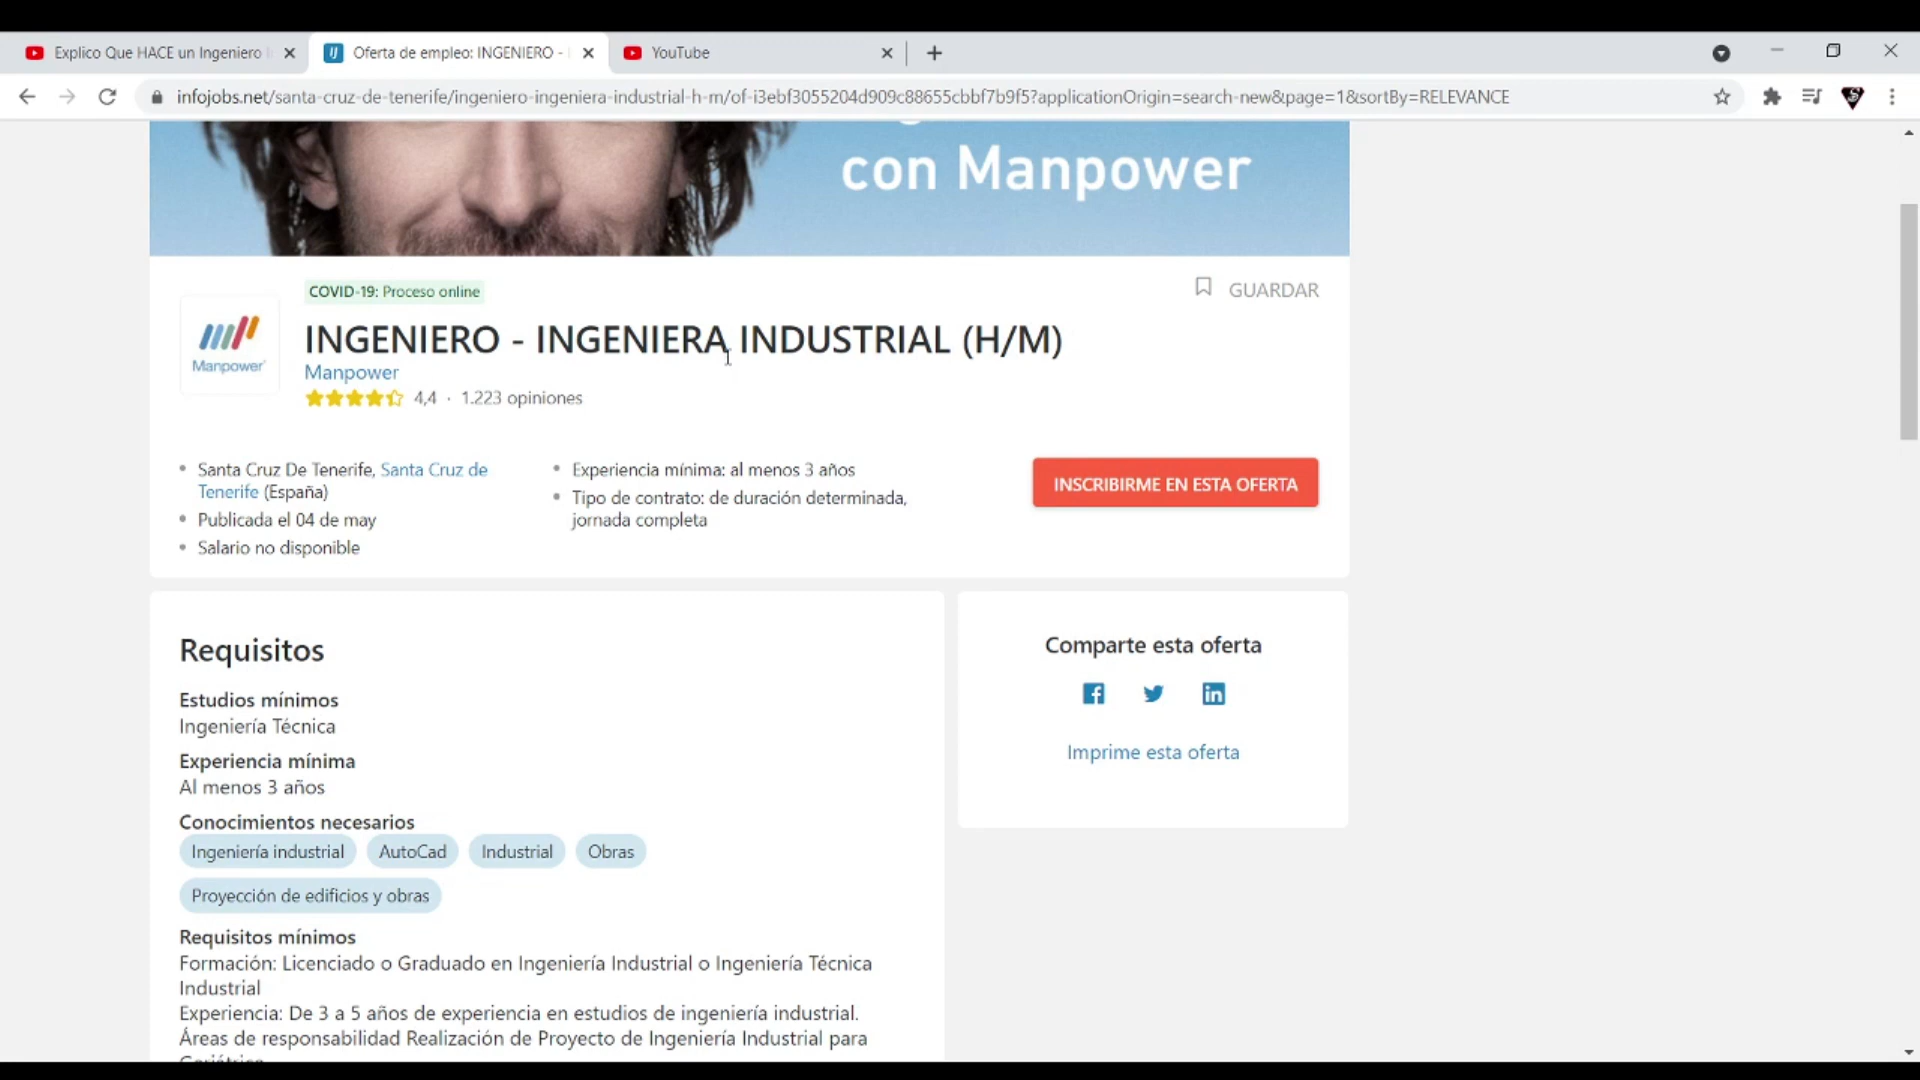 Explico Que HACE un Ingeniero
Oferta de empleo: INGENIERO -
YouTube
infojobs.net/santa-cruz-de-tenerife/ingeniero-ingeniera-industrial-h-m/of-i3ebf3055204d909c88655cbbf7b9f5?applicationOrigin=search-new&page=1&sortBy=RELEVANCE
con Manpower
COVID-19: Proceso online
GUARDAR
INGENIERO - INGENIERA INDUSTRIAL (H/M)
Manpower
Manpower
4,4 · 1.223 opiniones
Santa Cruz De Tenerife, Santa Cruz de
Tenerife (España)
Publicada el 04 de may
Salario no disponible
Experiencia mínima: al menos 3 años
Tipo de contrato: de duración determinada,
jornada completa
INSCRIBIRME EN ESTA OFERTA
Requisitos
Estudios mínimos
Ingeniería Técnica
Experiencia mínima
Al menos 3 años
Conocimientos necesarios
Ingeniería industrial AutoCad Industrial Obras
Proyección de edificios y obras
Requisitos mínimos
Formación: Licenciado o Graduado en Ingeniería Industrial o Ingeniería Técnica
Industrial
Experiencia: De 3 a 5 años de experiencia en estudios de ingeniería industrial.
Áreas de responsabilidad Realización de Proyecto de Ingeniería Industrial para
Comparte esta oferta
Imprime esta oferta